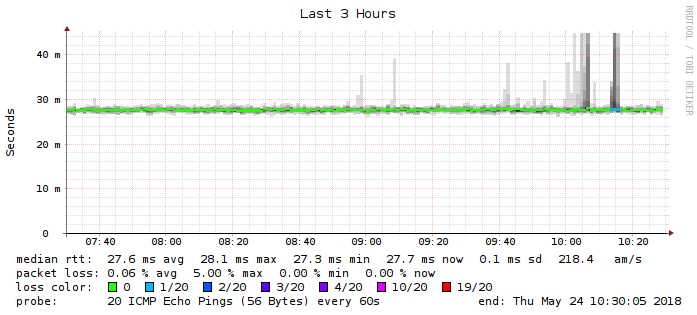 Last 3 Hours
RRDTOOL / TOBI OETIKER
Seconds
40 m
30 m
20 m
10 m
0
07:40 08:00 08:20 08:40 09:00 09:20 09:40 10:00 10:20
median rtt: 27.6 ms avg 28.1 ms max 27.3 ms min 27.7 ms now 0.1 ms sd 218.4 am/s
packet loss: 0.06 % avg 5.00 % max 0.00 % min 0.00 % now
loss color: 0 1/20 2/20 3/20 4/20 10/20 19/20
probe: 20 ICMP Echo Pings (56 Bytes) every 60s end: Thu May 24 10:30:05 2018